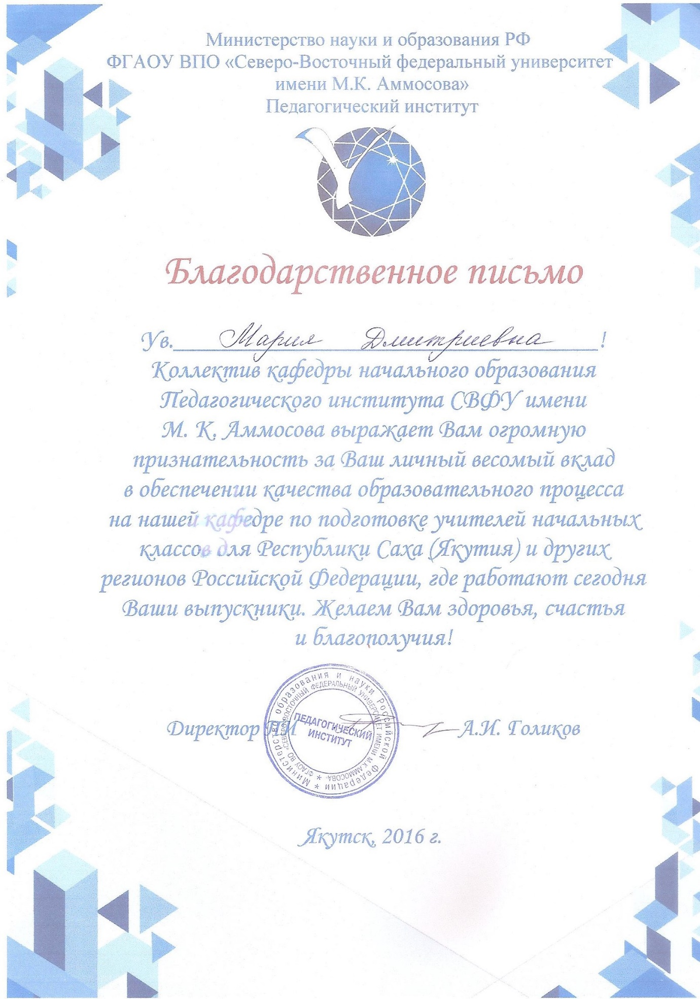 Министерство науки и образования РФ
ФГАОУ ВПО «Северо-Восточный федеральный университет
имени М.К. Аммосова»
Педагогический институт
Благодарственное письмо
Ув. Мария Дмитриевна !
Коллектив кафедры начального образования
Педагогического института СВФУ имени
М. К. Аммосова выражает Вам огромную
признательность за Ваш личный весомый вклад
в обеспечении качества образовательного процесса
на нашей кафедре по подготовке учителей начальных
классов для Республики Саха (Якутия) и других
регионов Российской Федерации, где работают сегодня
Ваши выпускники. Желаем Вам здоровья, счастья
и благополучия!
Министерство образования и науки Российской Федерации *
ФГАОУ ВО «СЕВЕРО-ВОСТОЧНЫЙ ФЕДЕРАЛЬНЫЙ УНИВЕРСИТЕТ ИМЕНИ М.К.АММОСОВА» *
ПЕДАГОГИЧЕСКИЙ
ИНСТИТУТ
Директор ПИ А.И. Голиков
Якутск, 2016 г.